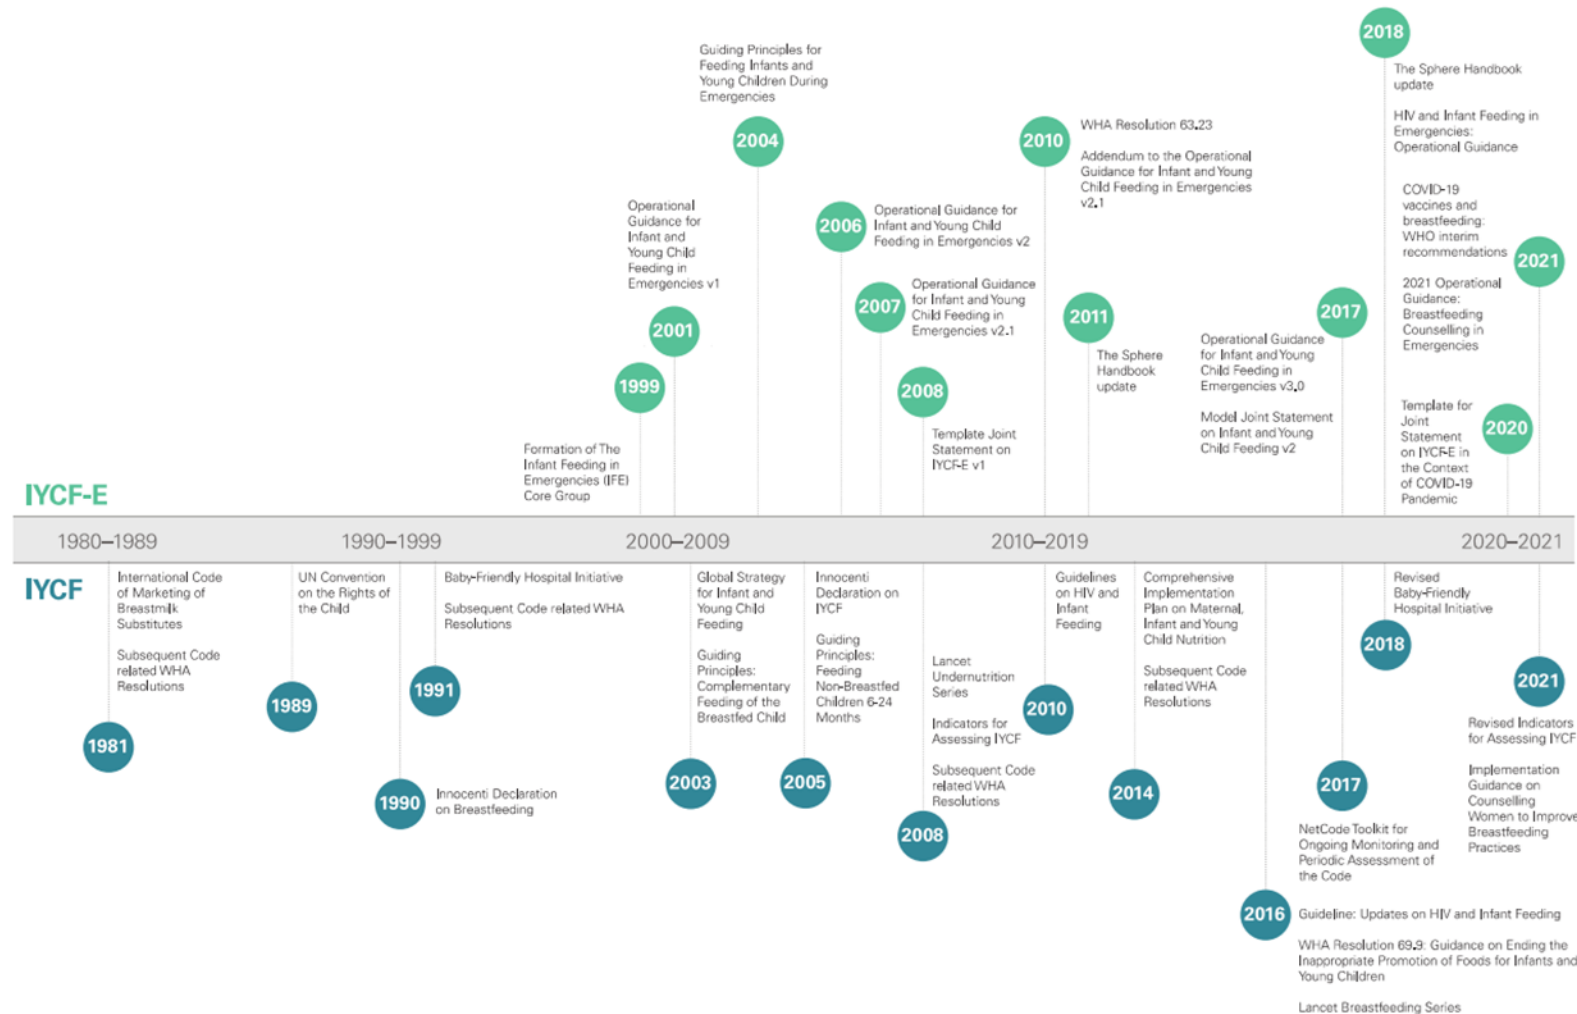 2018
The Sphere Handbook
update
HIV and Infant Feeding in
Emergencies:
Operational Guidance
Guiding Principles for
Feeding Infants and
Young Children During
Emergencies
2004
2010
WHA Resolution 63.23
Addendum to the Operational
Guidance for Infant and Young
Child Feeding in Emergencies
v2.1
Operational
Guidance for
Infant and
Young Child
Feeding in
Emergencies v1
2001
2006
Operational Guidance for
Infant and Young Child
Feeding in Emergencies v2
2007
Operational Guidance
for Infant and Young
Child Feeding in
Emergencies v2.1
2011
The Sphere
Handbook
update
2017
Operational Guidance
for Infant and Young
Child Feeding in
Emergencies v3.0
Model Joint Statement
on Infant and Young
Child Feeding v2
COVID-19
vaccines and
breastfeeding:
WHO interim
recommendations
2021 Operational
Guidance:
Breastfeeding
Counselling in
Emergencies
2021
1999
Formation of The
Infant Feeding in
Emergencies (IFE)
Core Group
2008
Template Joint
Statement on
IYCF-E v1
Template for
Joint
Statement
on IYCF-E in
the Context
of COVID-19
Pandemic
2020
IYCF-E
1980–1989
1990–1999
2000–2009
2010–2019
2020–2021
IYCF
International Code
of Marketing of
Breastmilk
Substitutes
Subsequent Code
related WHA
Resolutions
1981
UN Convention
on the Rights of
the Child
1989
1990
Innocenti Declaration
on Breastfeeding
Baby-Friendly Hospital Initiative
Subsequent Code related WHA
Resolutions
1991
Global Strategy
for Infant and
Young Child
Feeding
Guiding
Principles:
Complementary
Feeding of the
Breastfed Child
2003
Innocenti
Declaration on
IYCF
Guiding
Principles:
Feeding
Non-Breastfed
Children 6-24
Months
2005
Lancet
Undernutrition
Series
Indicators for
Assessing IYCF
Subsequent Code
related WHA
Resolutions
2008
Guidelines
on HIV and
Infant
Feeding
2010
Comprehensive
Implementation
Plan on Maternal,
Infant and Young
Child Nutrition
Subsequent Code
related WHA
Resolutions
2014
2016
Guideline: Updates on HIV and Infant Feeding
WHA Resolution 69.9: Guidance on Ending the
Inappropriate Promotion of Foods for Infants and
Young Children
Lancet Breastfeeding Series
2017
NetCode Toolkit for
Ongoing Monitoring and
Periodic Assessment of
the Code
Revised
Baby-Friendly
Hospital Initiative
2018
2021
Revised Indicators
for Assessing IYCF
Implementation
Guidance on
Counselling
Women to Improve
Breastfeeding
Practices